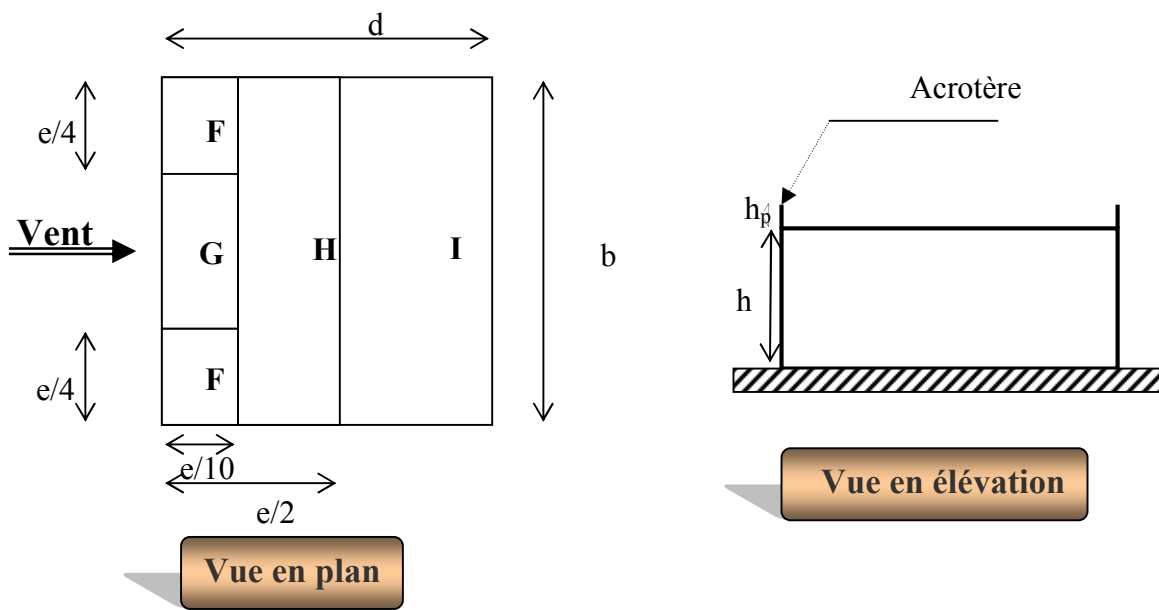 d
e/4
F
Vent
G
H
I
b
e/4
F
e/10
e/2
Vue en plan
Acrotère
hp
h
Vue en élévation